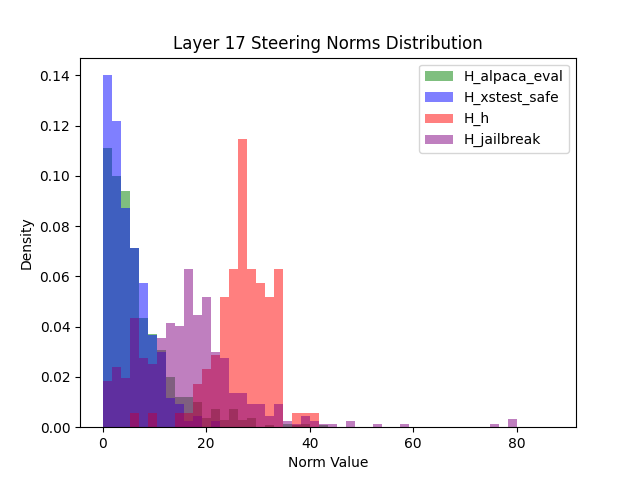 Layer 17 Steering Norms Distribution
H_alpaca_eval
H_xstest_safe
H_h
H_jailbreak
0.14
0.12
0.10
0.08
0.06
0.04
0.02
0.00
Density
0 20 40 60 80
Norm Value